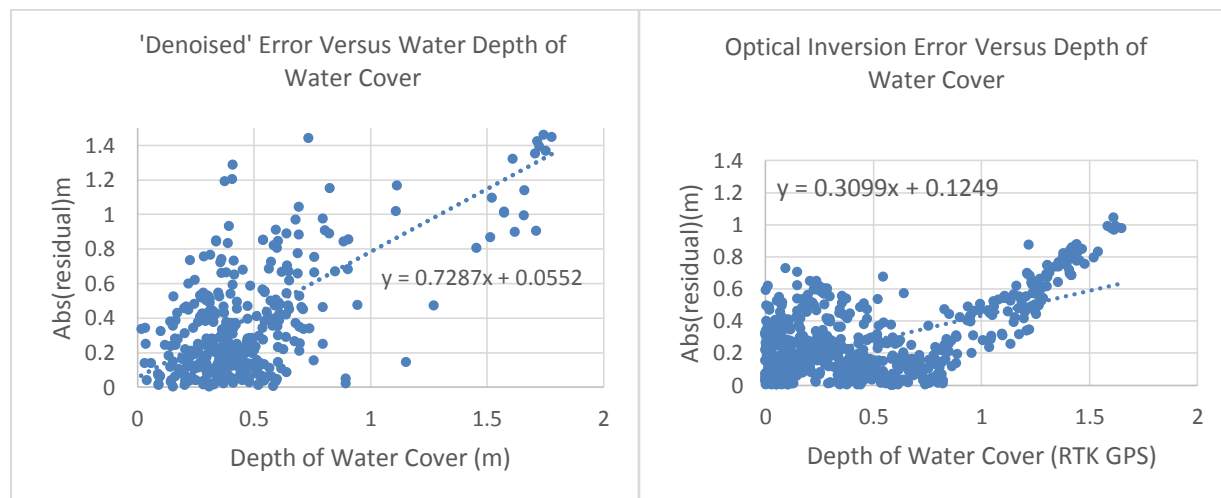 'Denoised' Error Versus Water Depth of
Water Cover
Abs(residual)m
1.4
1.2
1
0.8
0.6
0.4
0.2
0
y = 0.7287x + 0.0552
0 0.5 1 1.5 2
Depth of Water Cover (m)
Optical Inversion Error Versus Depth of
Water Cover
Abs(residual)(m)
1.4
1.2
1
0.8
0.6
0.4
0.2
0
y = 0.3099x + 0.1249
0 0.5 1 1.5 2
Depth of Water Cover (RTK GPS)